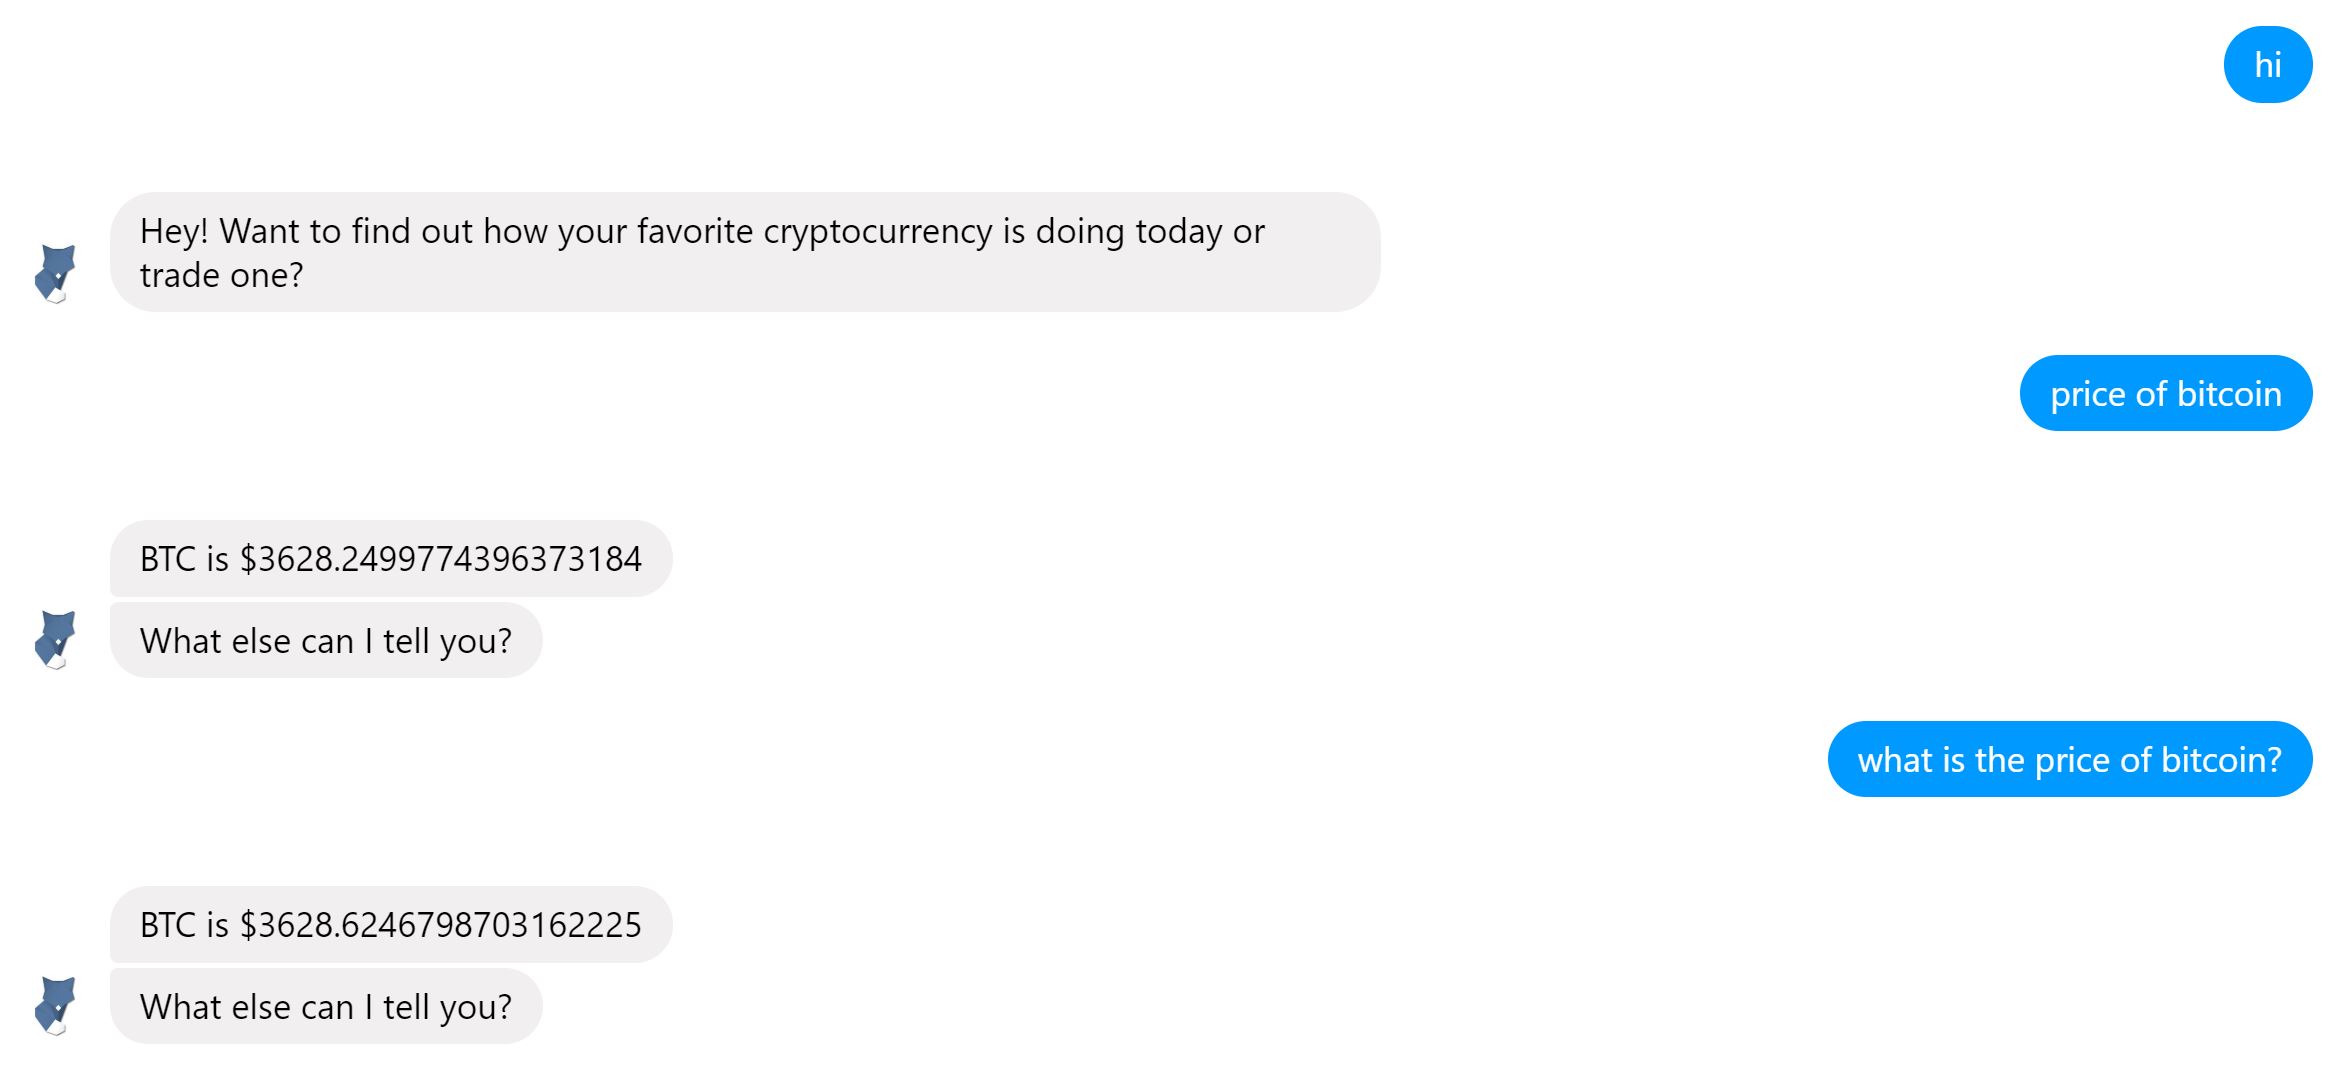 hi
Hey! Want to find out how your favorite cryptocurrency is doing today or
trade one?
price of bitcoin
BTC is $3628.2499774396373184
What else can I tell you?
what is the price of bitcoin?
BTC is $3628.6246798703162225
What else can I tell you?